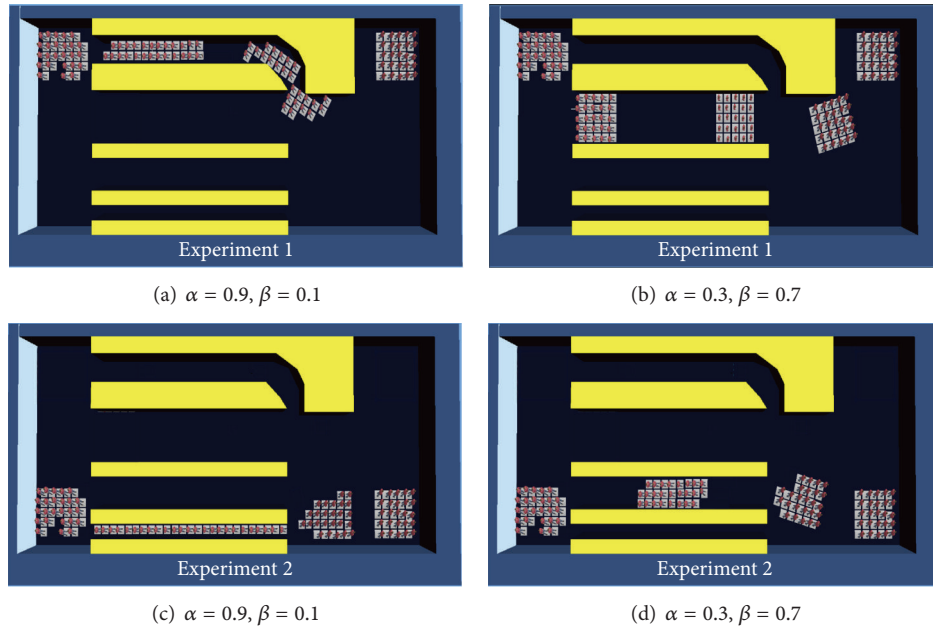 Experiment 1
Experiment 1
(a) α = 0.9, β = 0.1
(b) α = 0.3, β = 0.7
Experiment 2
Experiment 2
(c) α = 0.9, β = 0.1
(d) α = 0.3, β = 0.7